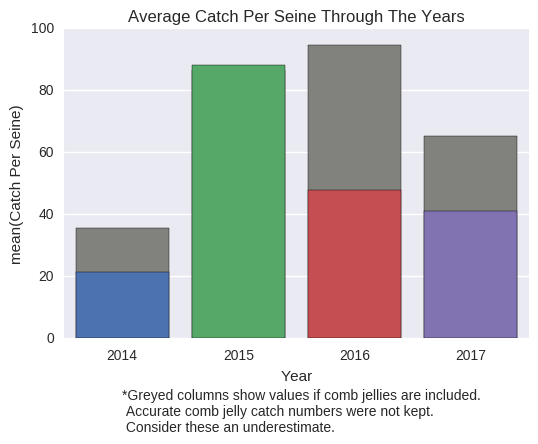 Average Catch Per Seine Through The Years
100
80
60
40
20
0
mean(Catch Per Seine)
2014 2015 2016 2017
Year
*Greyed columns show values if comb jellies are included.
Accurate comb jelly catch numbers were not kept.
Consider these an underestimate.